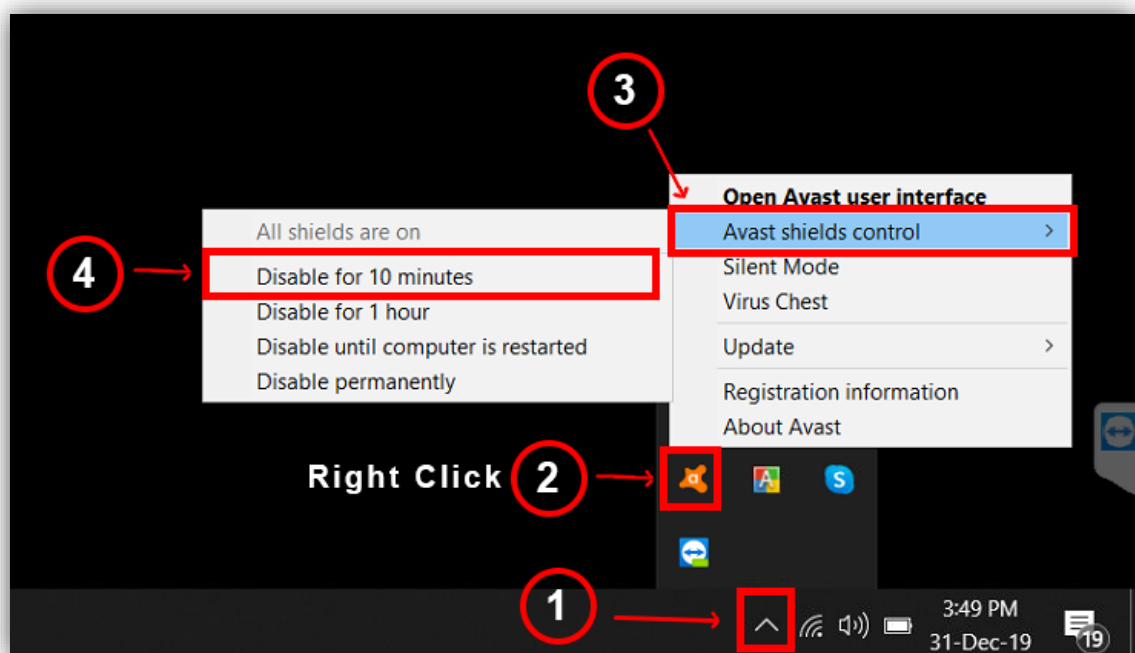 3
Open Avast user interface
Avast shields control
Silent Mode
Virus Chest
Update
Registration information
About Avast
All shields are on
4
Disable for 10 minutes
Disable for 1 hour
Disable until computer is restarted
Disable permanently
Right Click 2
a
A
S
1
3:49 PM
31-Dec-19
19